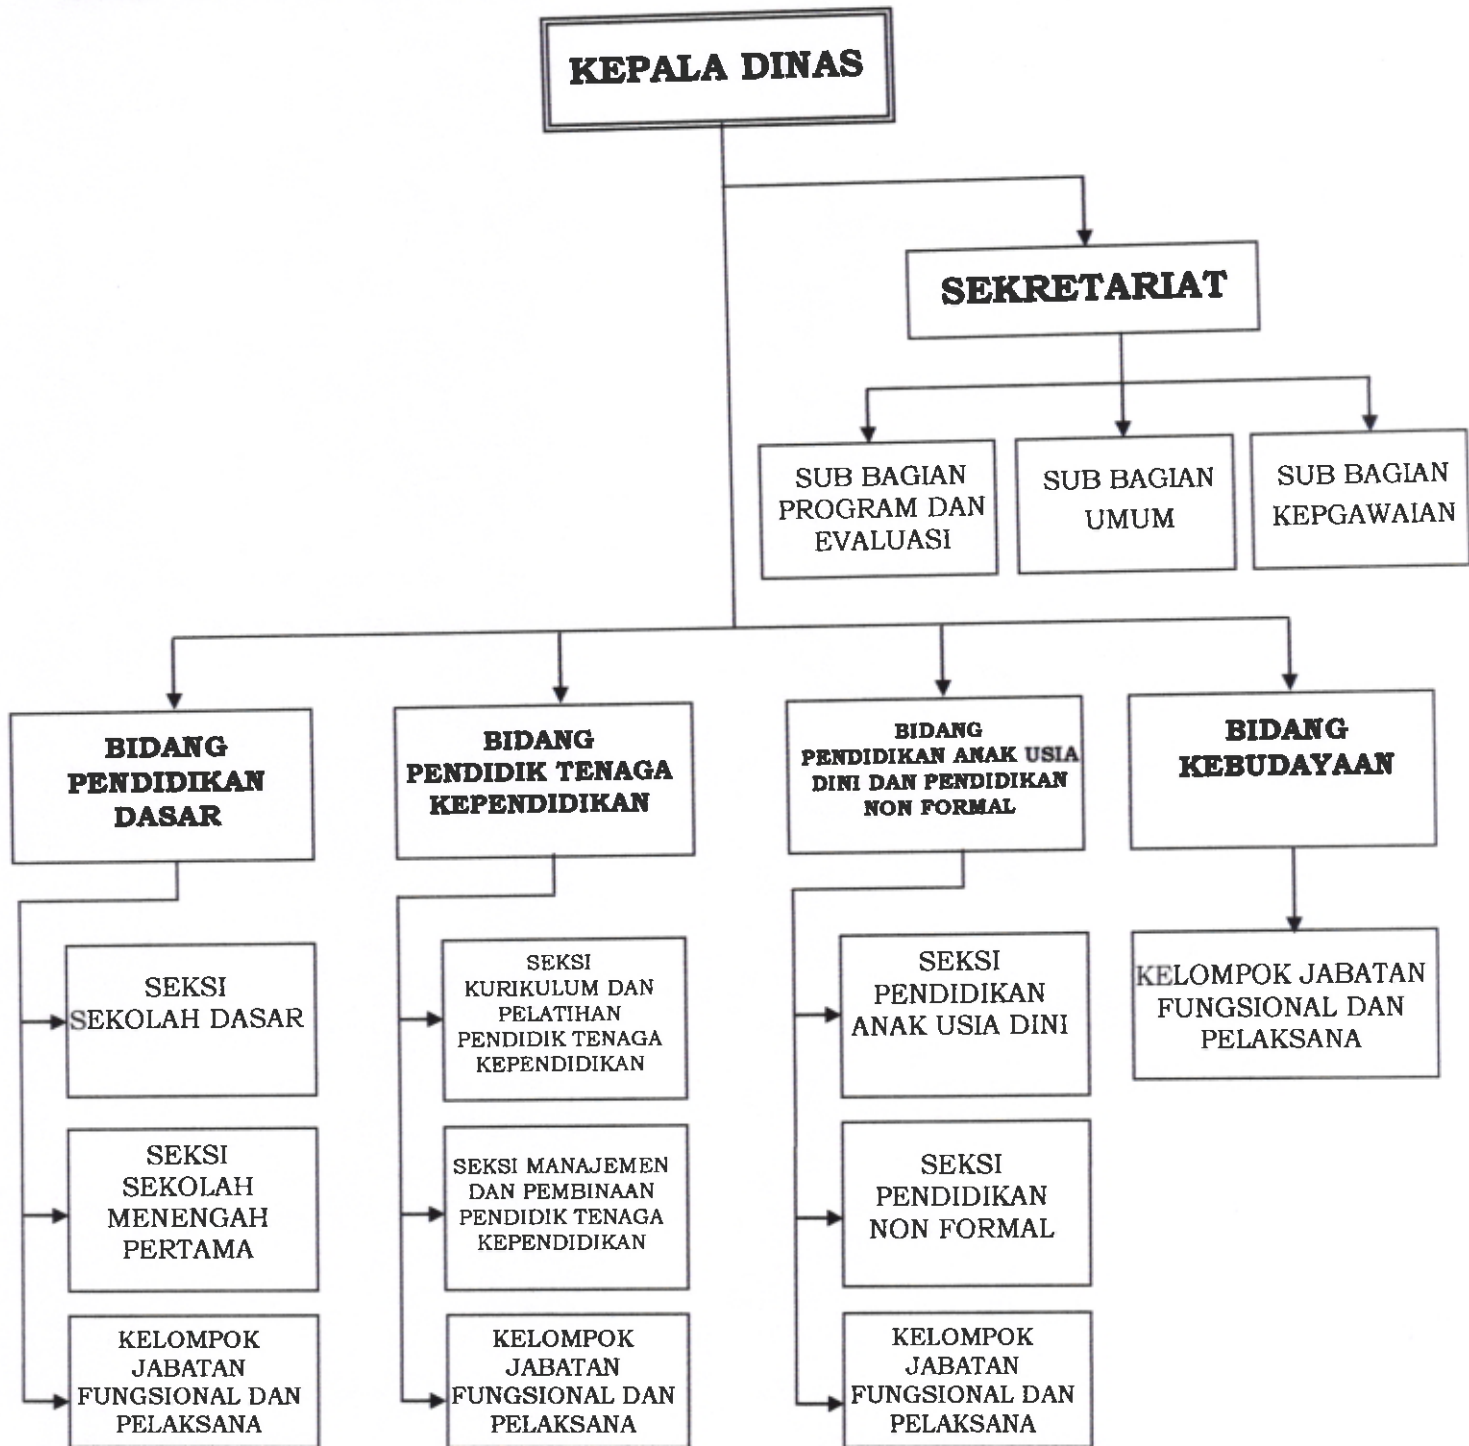 KEPALA DINAS
SEKRETARIAT
SUB BAGIAN
PROGRAM DAN
EVALUASI
SUB BAGIAN
UMUM
SUB BAGIAN
KEPGAWAIAN
BIDANG
PENDIDIKAN
DASAR
BIDANG
PENDIDIK TENAGA
KEPENDIDIKAN
BIDANG
PENDIDIKAN ANAK USIA
DINI DAN PENDIDIKAN
NON FORMAL
BIDANG
KEBUDAYAAN
SEKSI
SEKOLAH DASAR
SEKSI
SEKOLAH
MENENGAH
PERTAMA
KELOMPOK
JABATAN
FUNGSIONAL DAN
PELAKSANA
SEKSI
KURIKULUM DAN
PELATIHAN
PENDIDIK TENAGA
KEPENDIDIKAN
SEKSI MANAJEMEN
DAN PEMBINAAN
PENDIDIK TENAGA
KEPENDIDIKAN
KELOMPOK
JABATAN
FUNGSIONAL DAN
PELAKSANA
SEKSI
PENDIDIKAN
ANAK USIA DINI
SEKSI
PENDIDIKAN
NON FORMAL
KELOMPOK
JABATAN
FUNGSIONAL DAN
PELAKSANA
KELOMPOK JABATAN
FUNGSIONAL DAN
PELAKSANA